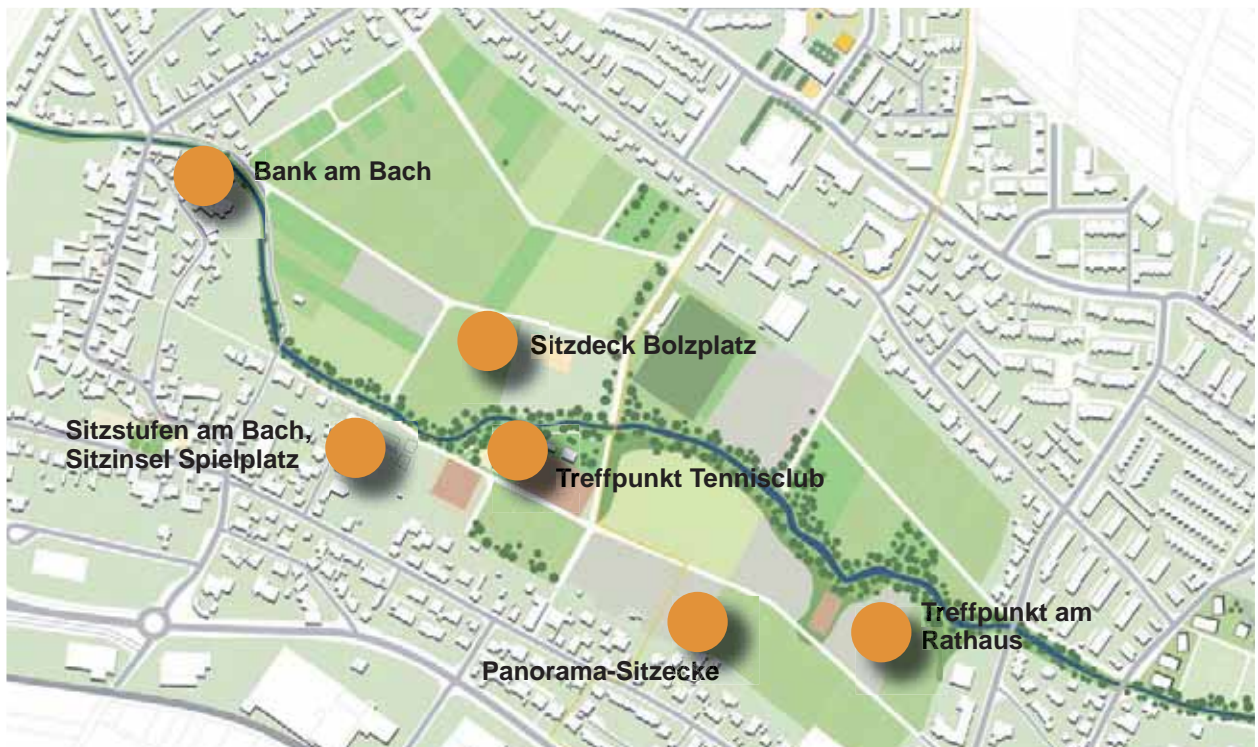 Bank am Bach
Sitzdeck Bolzplatz
Sitzstufen am Bach,
Sitzinsel Spielplatz
Treffpunkt Tennisclub
Treffpunkt am
Rathaus
Panorama-Sitzecke